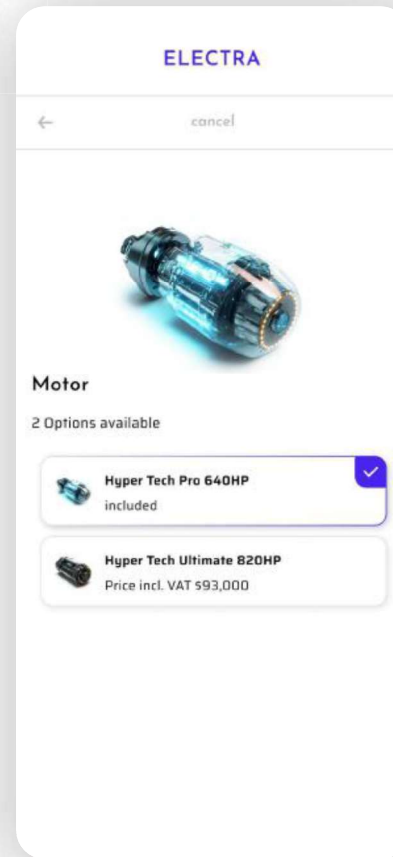 ELECTRA
cancel
Motor
2 Options available
Hyper Tech Pro 640HP
included
Hyper Tech Ultimate 820HP
Price incl. VAT $93,000